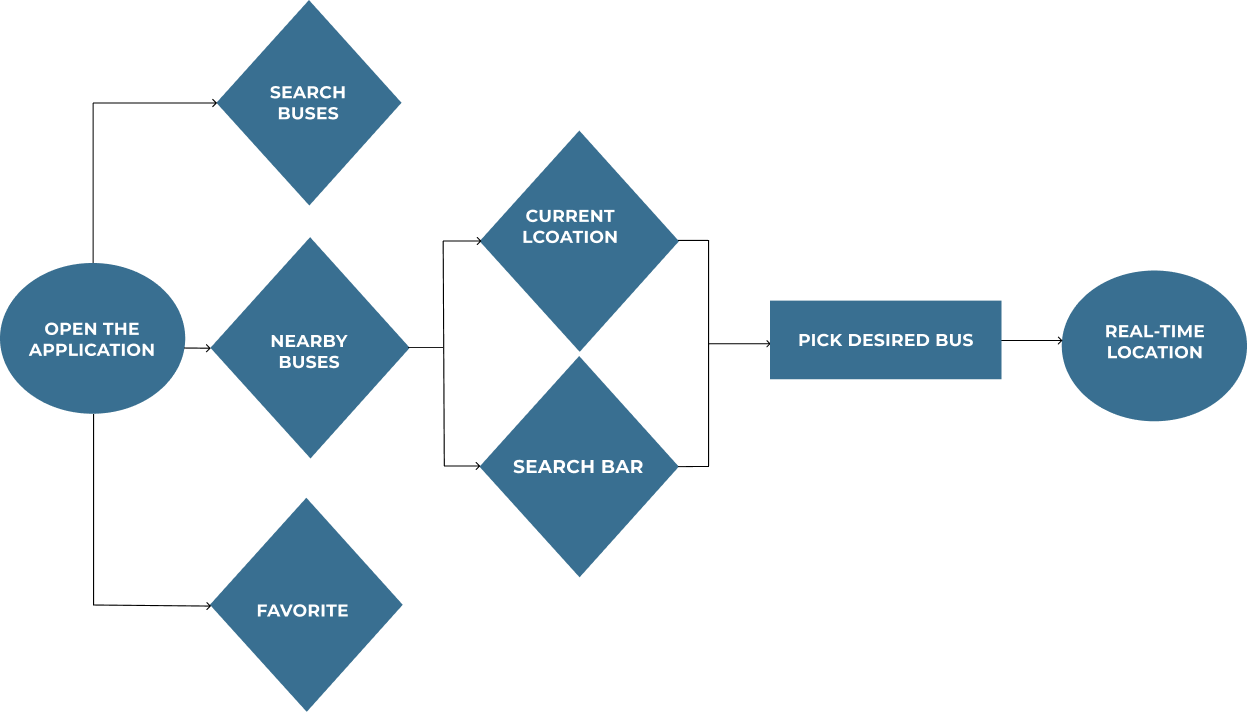 SEARCH
BUSES
CURRENT
LCOATION
OPEN THE
APPLICATION
NEARBY
BUSES
PICK DESIRED BUS
REAL-TIME
LOCATION
SEARCH BAR
FAVORITE